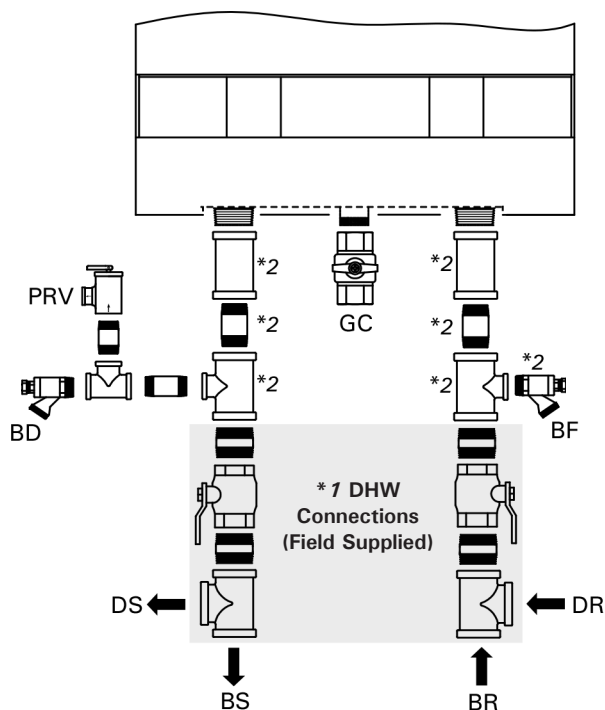 *2 *2
PRV
GC
*2 *2
*2 *2 *2
BD BF
*1 DHW
Connections
(Field Supplied)
DS DR
BS BR